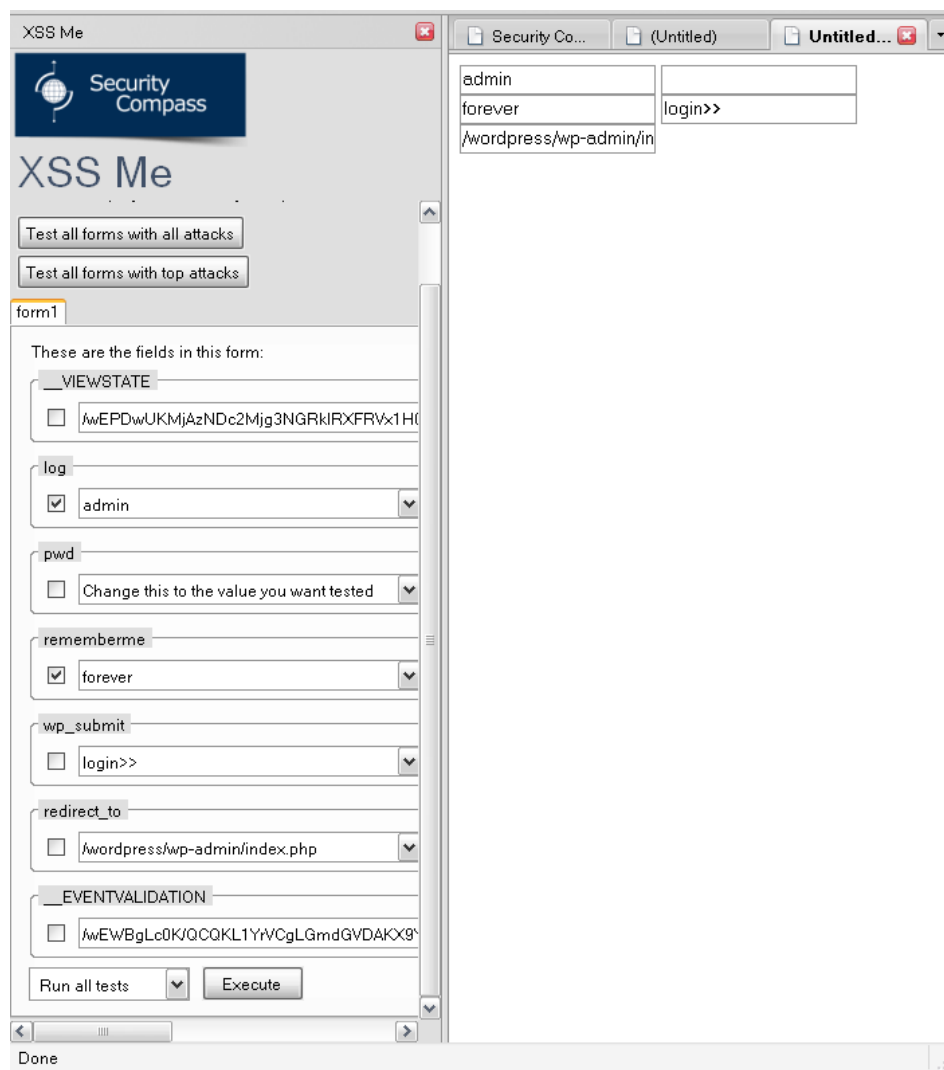 XSS Me
Security Compass
XSS Me
Test all forms with all attacks
Test all forms with top attacks
form1
These are the fields in this form:
__VIEWSTATE
/wEPDwUKMjAzNDc2Mjg3NGRkIRXFRVx1H
log
admin
pwd
Change this to the value you want tested
rememberme
forever
wp_submit
login>>
redirect_to
/wordpress/wp-admin/index.php
__EVENTVALIDATION
/wEWBgLc0K/QCQKL1YrVCgLGmdGVDAKX9
Run all tests
Execute
Done
Security Co...
(Untitled)
Untitled...
admin
forever login>>
/wordpress/wp-admin/in